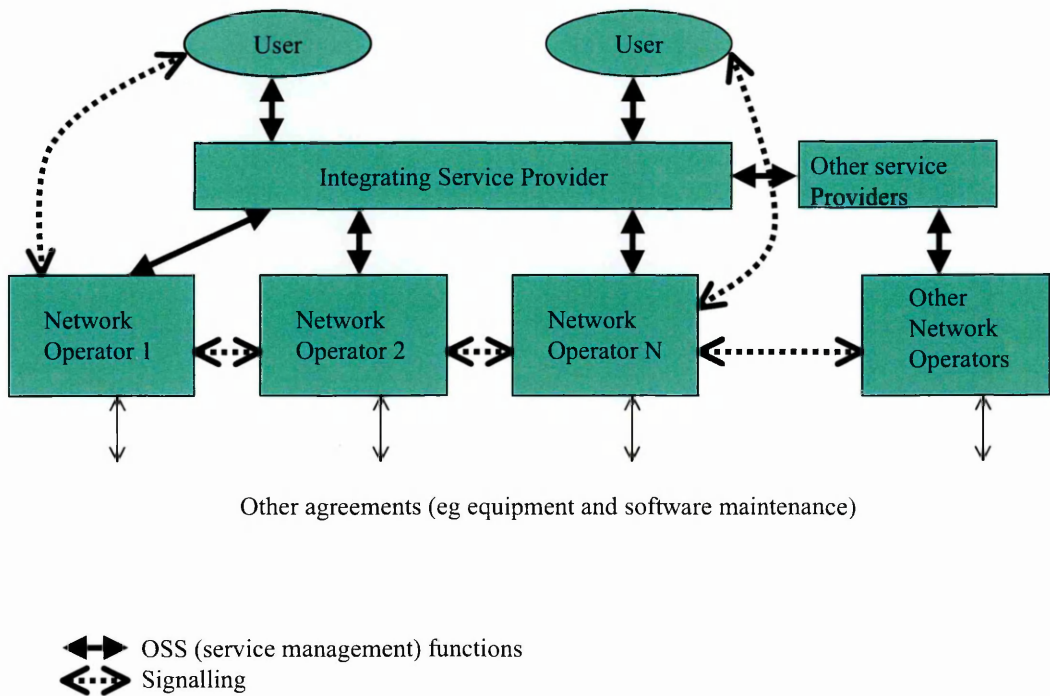 User
User
Integrating Service Provider
Other service
Providers
Network
Operator 1
Network
Operator 2
Network
Operator N
Other
Network
Operators
Other agreements (eg equipment and software maintenance)
OSS (service management) functions
Signalling